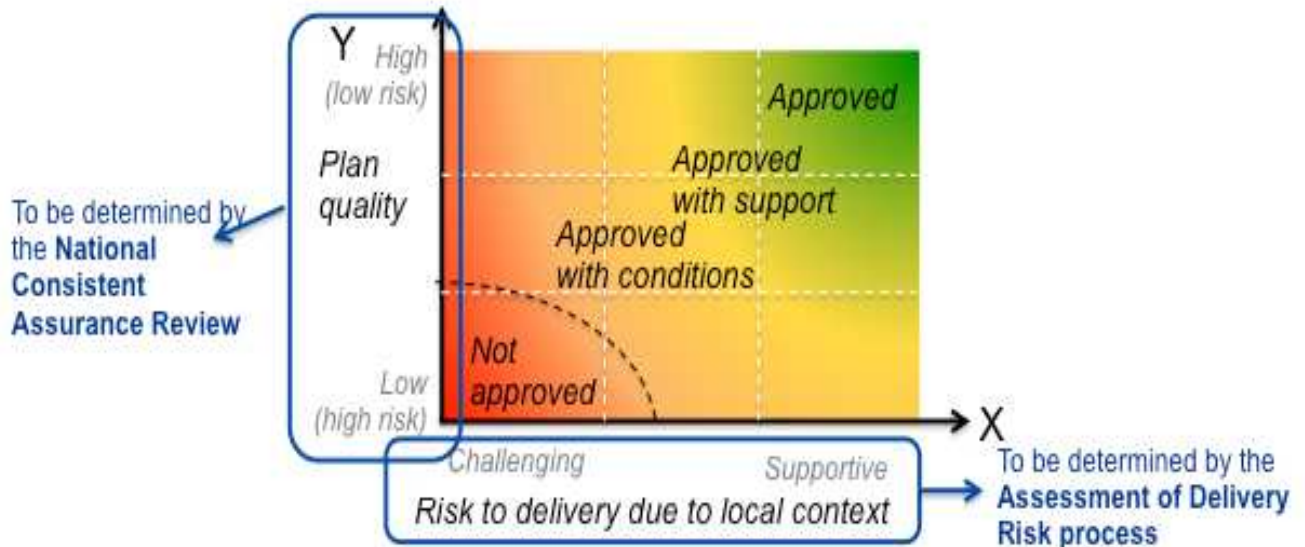 Y
High
(low risk)
Plan
quality
Low
(high risk)
To be determined by
the National
Consistent
Assurance Review
Approved
Approved
with support
Approved
with conditions
Not
approved
X
Challenging
Supportive
Risk to delivery due to local context
To be determined by the
Assessment of Delivery
Risk process